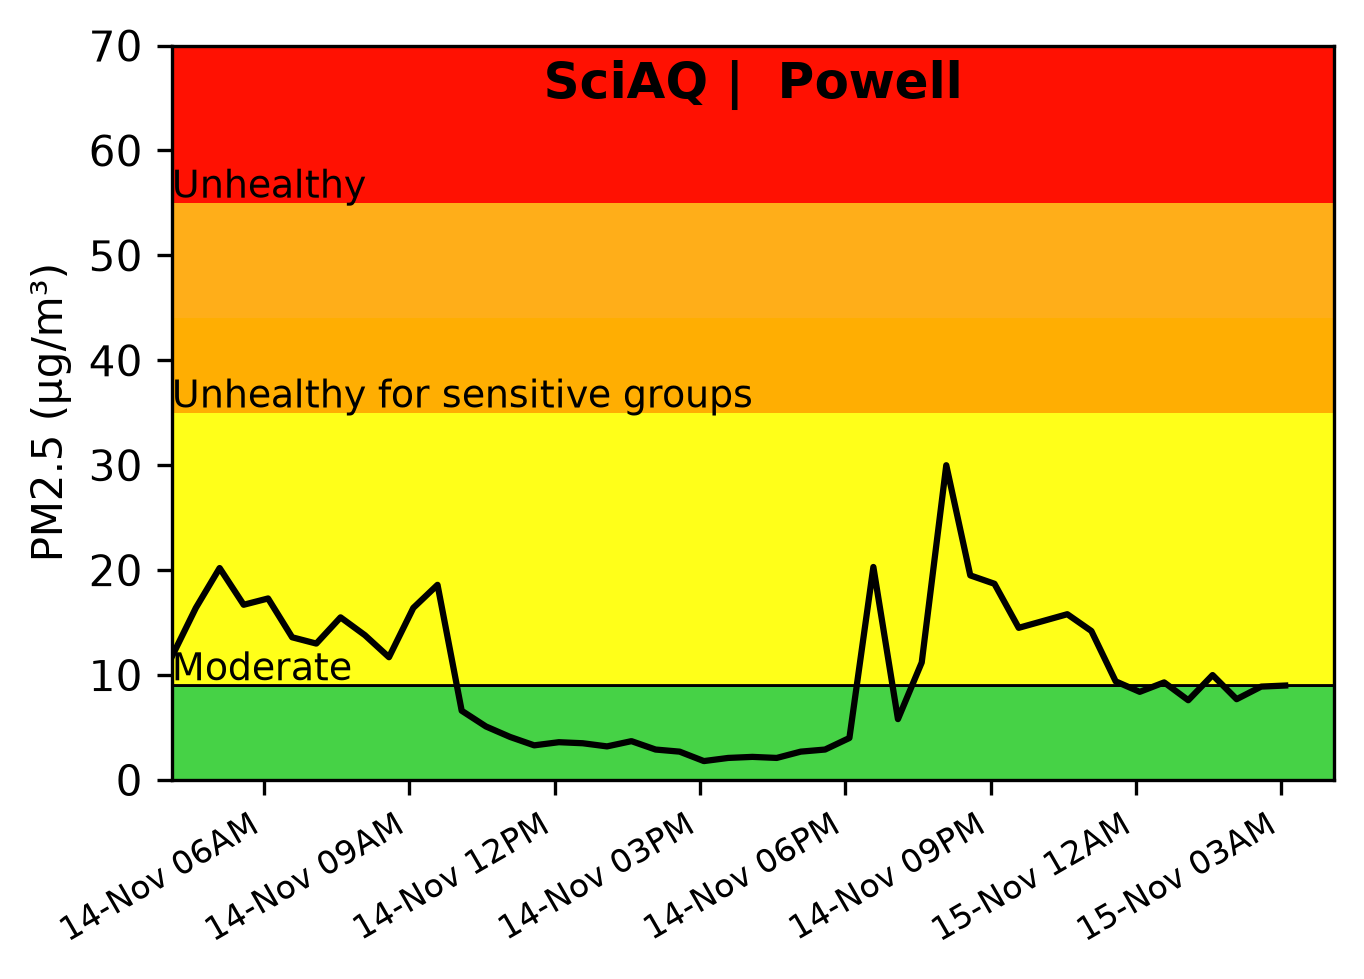 SciAQ |  Powell
70
60
50
40
30
20
10
0
PM2.5 (µg/m³)
Unhealthy
Unhealthy for sensitive groups
Moderate
14-Nov 06AM
14-Nov 09AM
14-Nov 12PM
14-Nov 03PM
14-Nov 06PM
14-Nov 09PM
15-Nov 12AM
15-Nov 03AM